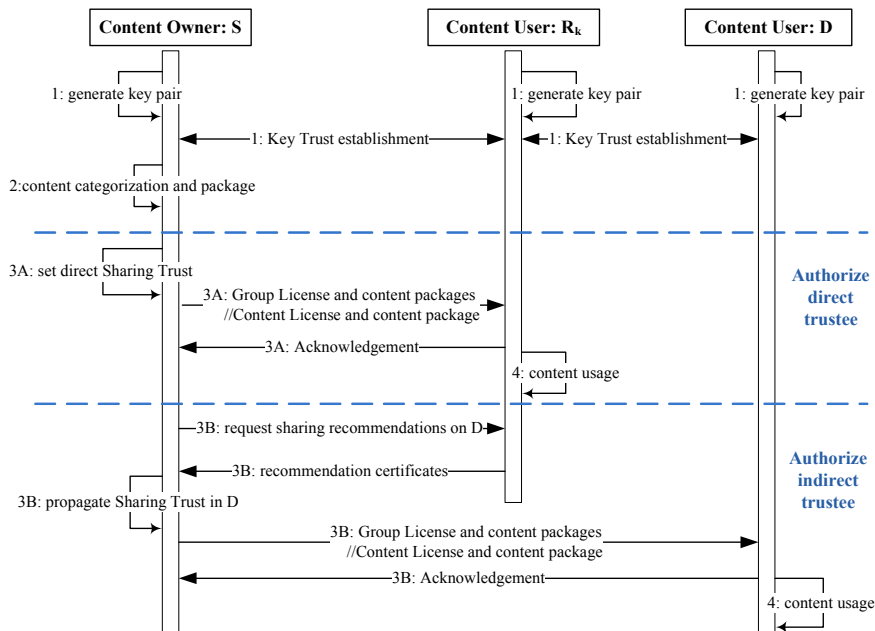 Content Owner: S
Content User: Rk
Content User: D
1: generate key pair
1: generate key pair
1: generate key pair
1: Key Trust establishment
1: Key Trust establishment
2:content categorization and package
3A: set direct Sharing Trust
3A: Group License and content packages
//Content License and content package
3A: Acknowledgement
4: content usage
Authorize
direct
trustee
3B: request sharing recommendations on D
3B: recommendation certificates
3B: propagate Sharing Trust in D
Authorize
indirect
trustee
3B: Group License and content packages
//Content License and content package
3B: Acknowledgement
4: content usage